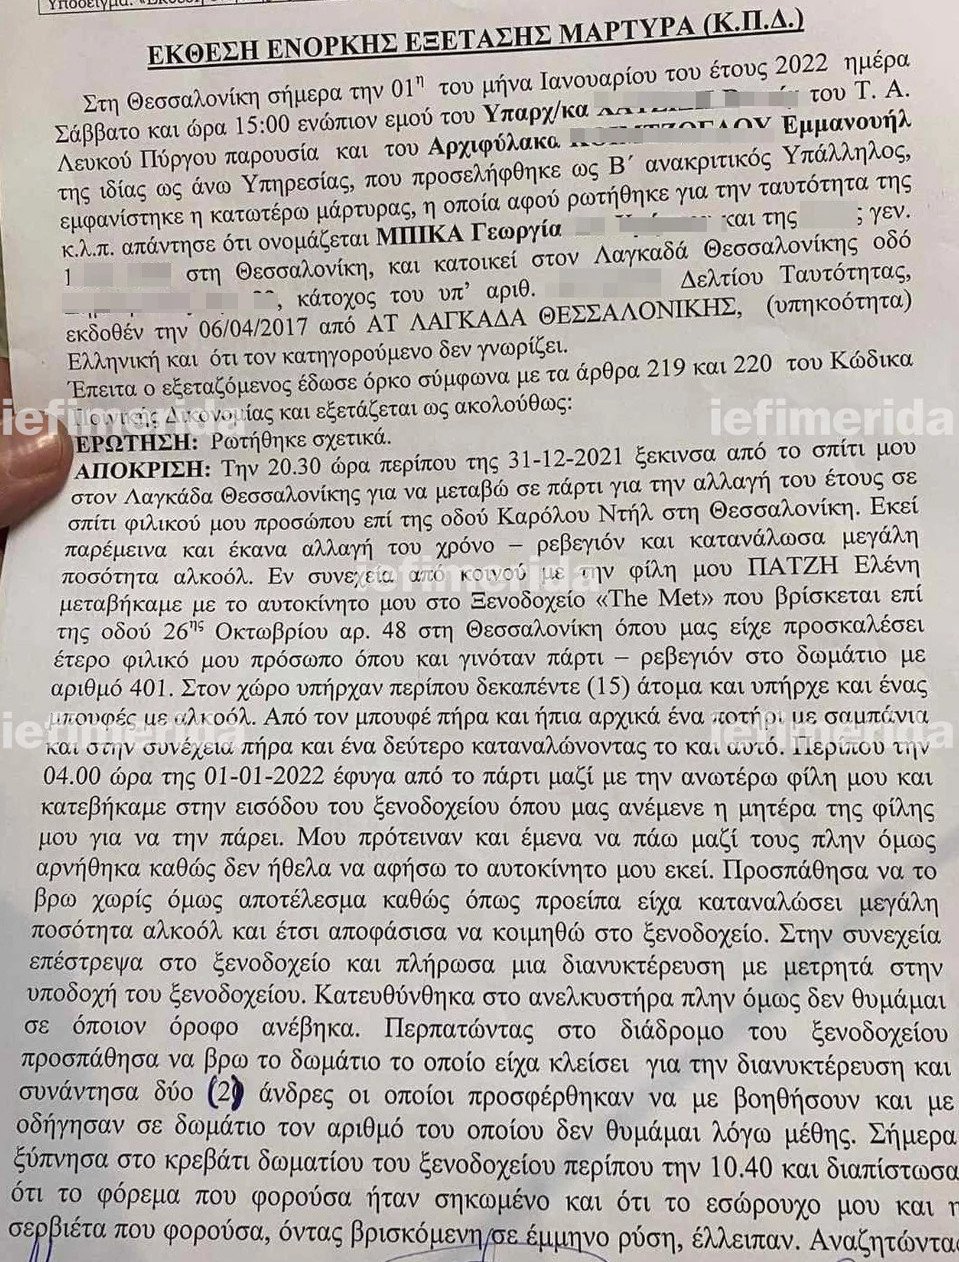 Υπόδειγμα:
ΕΚΘΕΣΗ ΕΝΟΡΚΗΣ ΕΞΕΤΑΣΗΣ ΜΑΡΤΥΡΑ (Κ.Π.Δ.)
Στη Θεσσαλονίκη σήμερα την 01η του μήνα Ιανουαρίου του έτους 2022 ημέρα
Σάββατο και ώρα 15:00 ενώπιον εμού του Υπαρχ/κα του Τ. Α.
Λευκού Πύργου παρουσία και του Αρχιφύλακα Εμμανουήλ
της ιδίας ως άνω Υπηρεσίας, που προσελήφθηκε ως Β΄ ανακριτικός Υπάλληλος,
εμφανίστηκε η κατωτέρω μάρτυρας, η οποία αφού ρωτήθηκε για την ταυτότητα της
κ.λ.π. απάντησε ότι ονομάζεται ΜΠΙΚΑ Γεωργία και της ; γεν.
στη Θεσσαλονίκη, και κατοικεί στον Λαγκαδά Θεσσαλονίκης οδό
, κάτοχος του υπ’ αριθ. Δελτίου Ταυτότητας,
εκδοθέν την 06/04/2017 από ΑΤ ΛΑΓΚΑΔΑ ΘΕΣΣΑΛΟΝΙΚΗΣ, (υπηκοότητα)
Ελληνική και ότι τον κατηγορούμενο δεν γνωρίζει.
Έπειτα ο εξεταζόμενος έδωσε όρκο σύμφωνα με τα άρθρα 219 και 220 του Κώδικα
Ποινικής Δικονομίας και εξετάζεται ως ακολούθως:
iefimerida iefimerida
ΕΡΩΤΗΣΗ: Ρωτήθηκε σχετικά.
ΑΠΟΚΡΙΣΗ: Την 20.30 ώρα περίπου της 31-12-2021 ξεκινσα από το σπίτι μου
στον Λαγκάδα Θεσσαλονίκης για να μεταβώ σε πάρτι για την αλλαγή του έτους σε
σπίτι φιλικού μου προσώπου επί της οδού Καρόλου Ντήλ στη Θεσσαλονίκη. Εκεί
παρέμεινα και έκανα αλλαγή του χρόνο – ρεβεγιόν και κατανάλωσα μεγάλη
ποσότητα αλκοόλ. Εν συνεχεία από κοινού με την φίλη μου ΠΑΤΖΗ Ελένη
iefimerida
μεταβήκαμε με το αυτοκίνητο μου στο Ξενοδοχείο «The Met» που βρίσκεται επί
της οδού 26ης Οκτωβρίου αρ. 48 στη Θεσσαλονίκη όπου μας είχε προσκαλέσει
έτερο φιλικό μου πρόσωπο όπου και γινόταν πάρτι – ρεβεγιόν στο δωμάτιο με
αριθμό 401. Στον χώρο υπήρχαν περίπου δεκαπέντε (15) άτομα και υπήρχε και ένας
μπουφές με αλκοόλ. Από τον μπουφέ πήρα και ήπια αρχικά ένα ποτήρι με σαμπάνια
iefimerida iefimerida
και στην συνέχεια πήρα και ένα δεύτερο καταναλώνοντας το και αυτό. Περίπου την
04.00 ώρα της 01-01-2022 έφυγα από το πάρτι μαζί με την ανωτέρω φίλη μου και
κατεβήκαμε στην εισόδου του ξενοδοχείου όπου μας ανέμενε η μητέρα της φίλης
μου για να την πάρει. Μου πρότειναν και έμενα να πάω μαζί τους πλην όμως
αρνήθηκα καθώς δεν ήθελα να αφήσω το αυτοκίνητο μου εκεί. Προσπάθησα να το
βρω χωρίς όμως αποτέλεσμα καθώς όπως προείπα είχα καταναλώσει μεγάλη
ποσότητα αλκοόλ και έτσι αποφάσισα να κοιμηθώ στο ξενοδοχείο. Στην συνεχεία
επέστρεψα στο ξενοδοχείο και πλήρωσα μια διανυκτέρευση με μετρητά στην
υποδοχή του ξενοδοχείου. Κατευθύνθηκα στο ανελκυστήρα πλην όμως δεν θυμάμαι
σε όποιον όροφο ανέβηκα. Περπατώντας στο διάδρομο του ξενοδοχείου
προσπάθησα να βρω το δωμάτιο το οποίο είχα κλείσει για την διανυκτέρευση και
συνάντησα δύο (2) άνδρες οι οποίοι προσφέρθηκαν να με βοηθήσουν και με
οδήγησαν σε δωμάτιο τον αριθμό του οποίου δεν θυμάμαι λόγω μέθης. Σήμερα
ξύπνησα στο κρεβάτι δωματίου του ξενοδοχείου περίπου την 10.40 και διαπίστωσα
ότι το φόρεμα που φορούσα ήταν σηκωμένο και ότι το εσώρουχο μου και η
σερβιέτα που φορούσα, όντας βρισκόμενη σε έμμηνο ρύση, έλλειπαν. Αναζητώντας